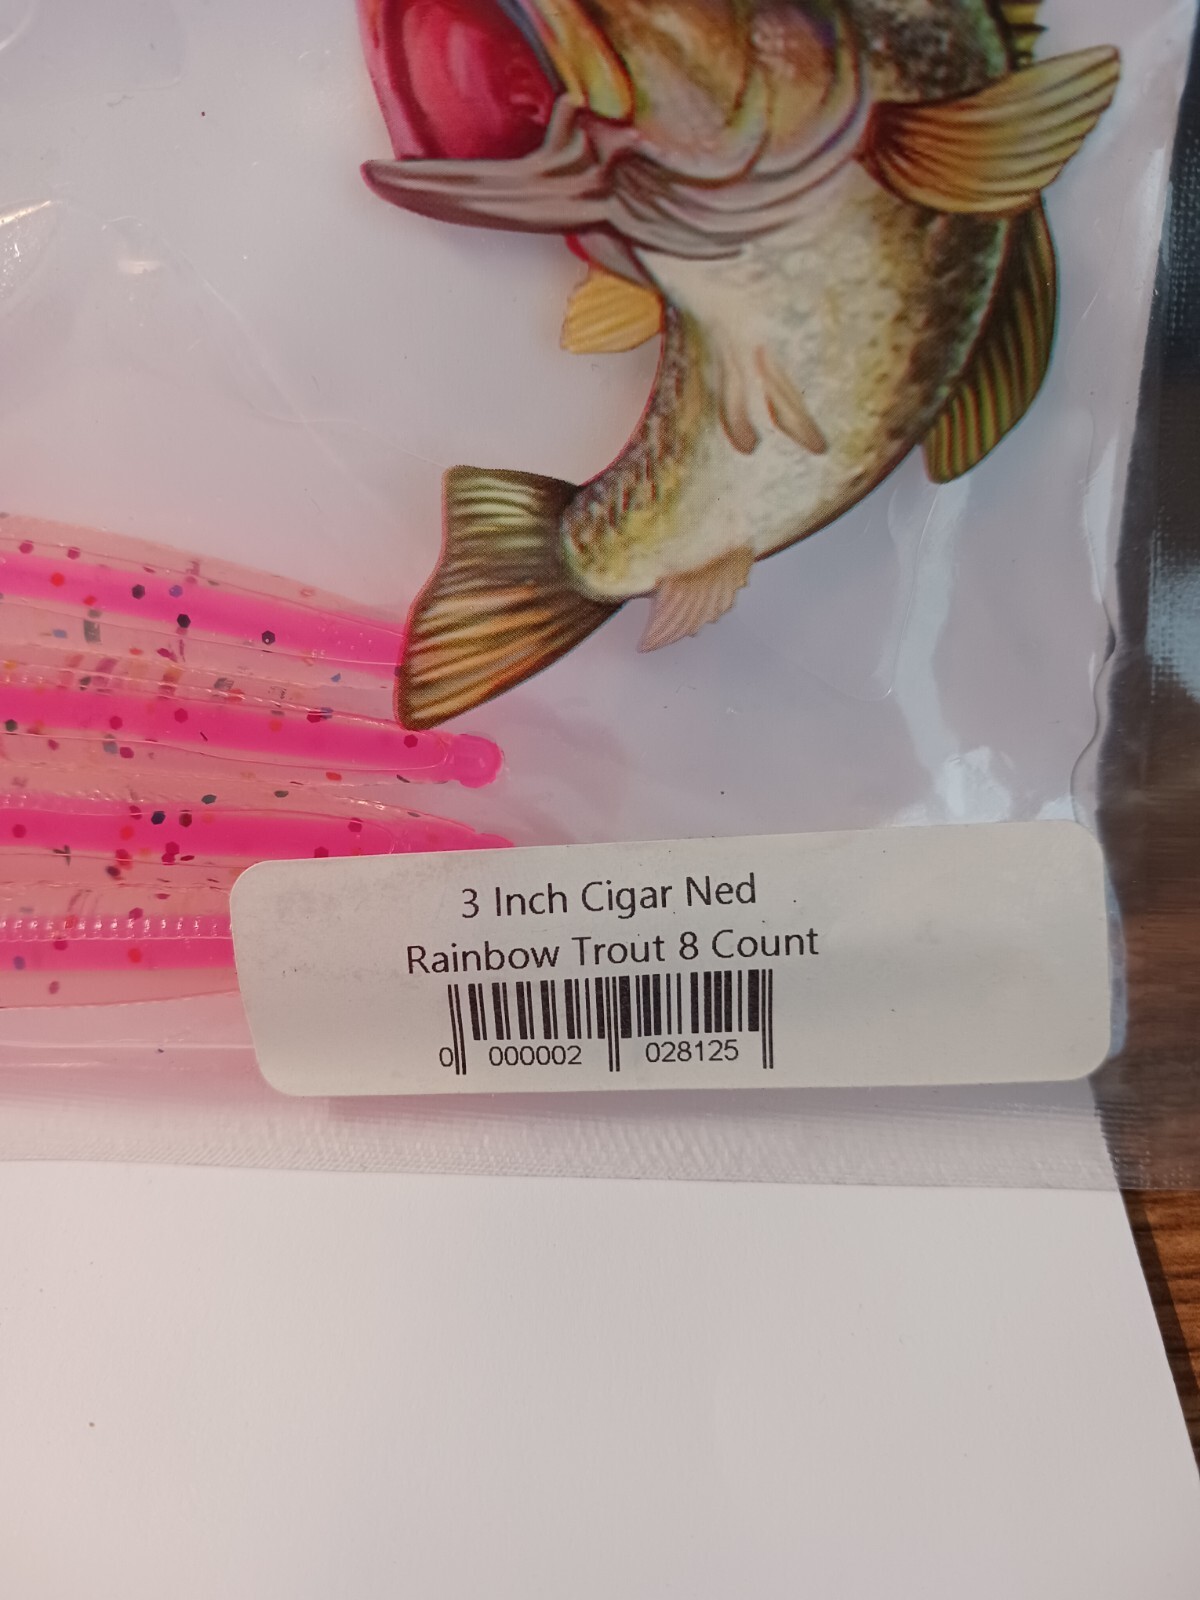 3 Inch Cigar Ned
Rainbow Trout 8 Count
0 000002 028125